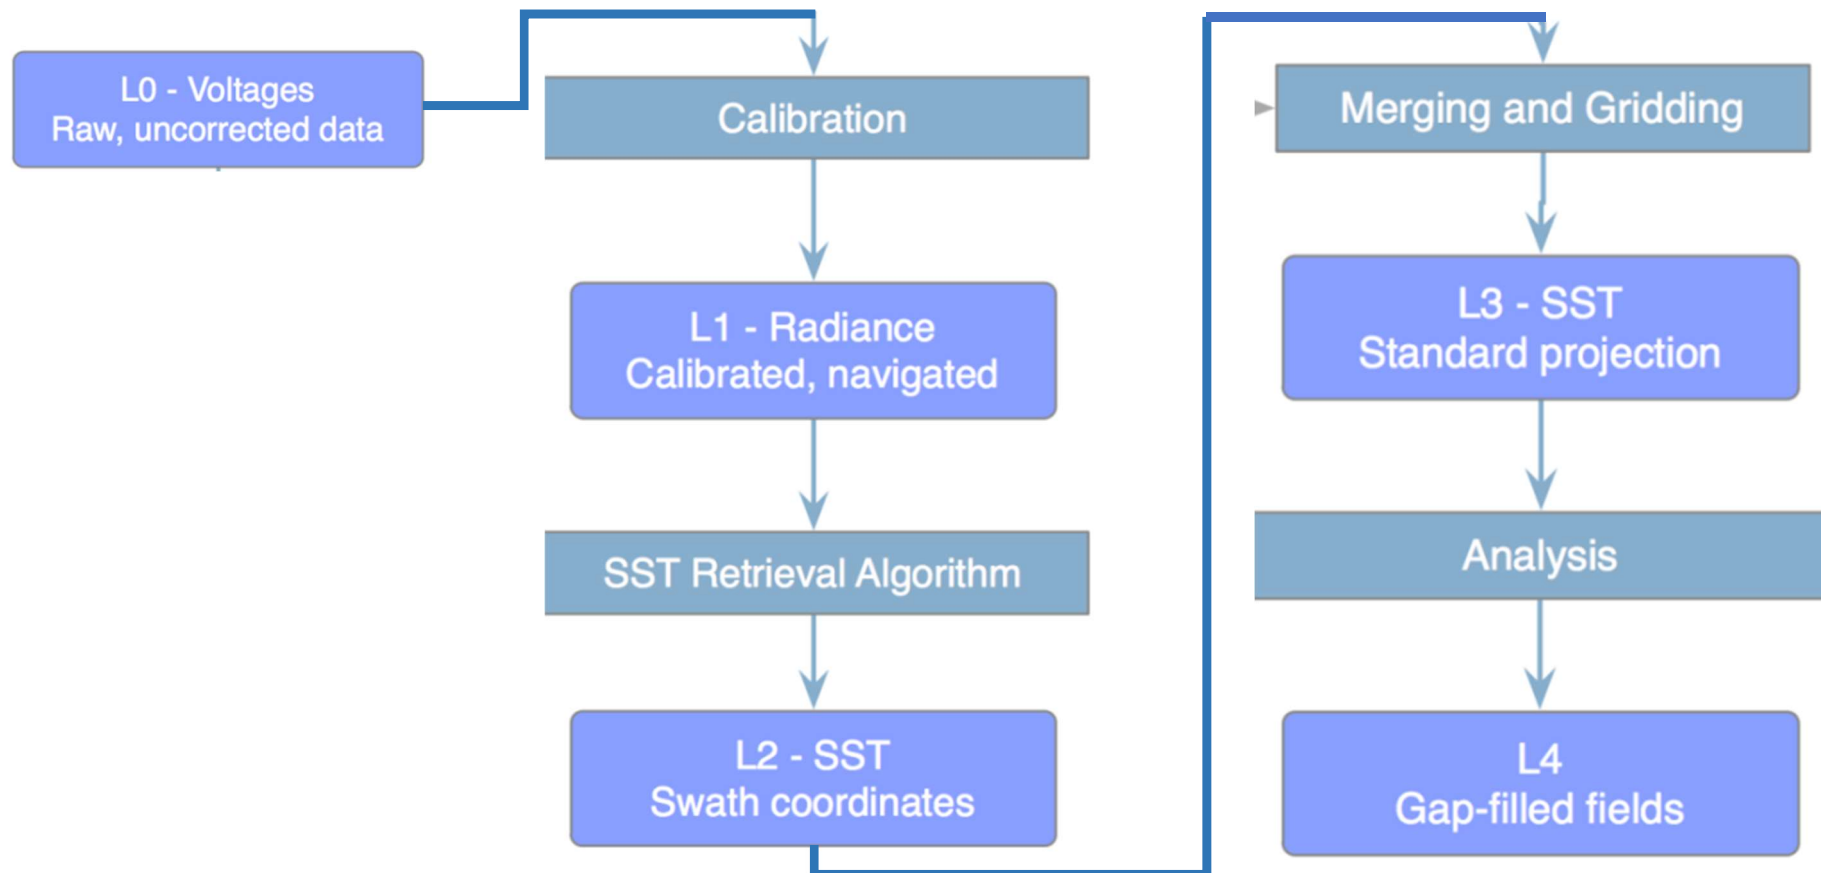 L0 - Voltages
Raw, uncorrected data
Calibration
L1 - Radiance
Calibrated, navigated
SST Retrieval Algorithm
L2 - SST
Swath coordinates
Merging and Gridding
L3 - SST
Standard projection
Analysis
L4
Gap-filled fields